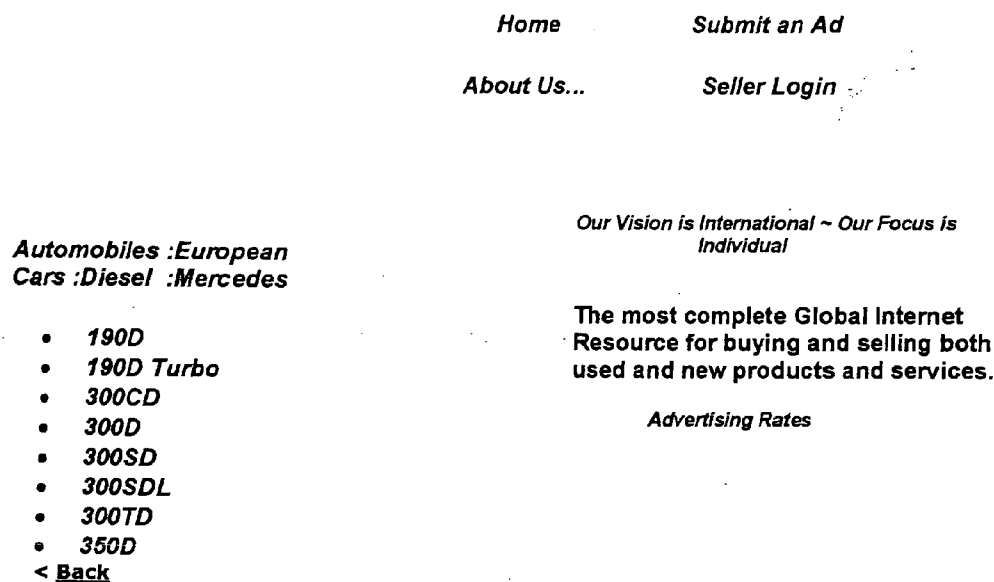 Home Submit an Ad
About Us... Seller Login
Our Vision is International ~ Our Focus is
Individual
Automobiles :European
Cars :Diesel :Mercedes
The most complete Global Internet
Resource for buying and selling both
used and new products and services.
Advertising Rates
• 190D
• 190D Turbo
• 300CD
• 300D
• 300SD
• 300SDL
• 300TD
• 350D
< Back